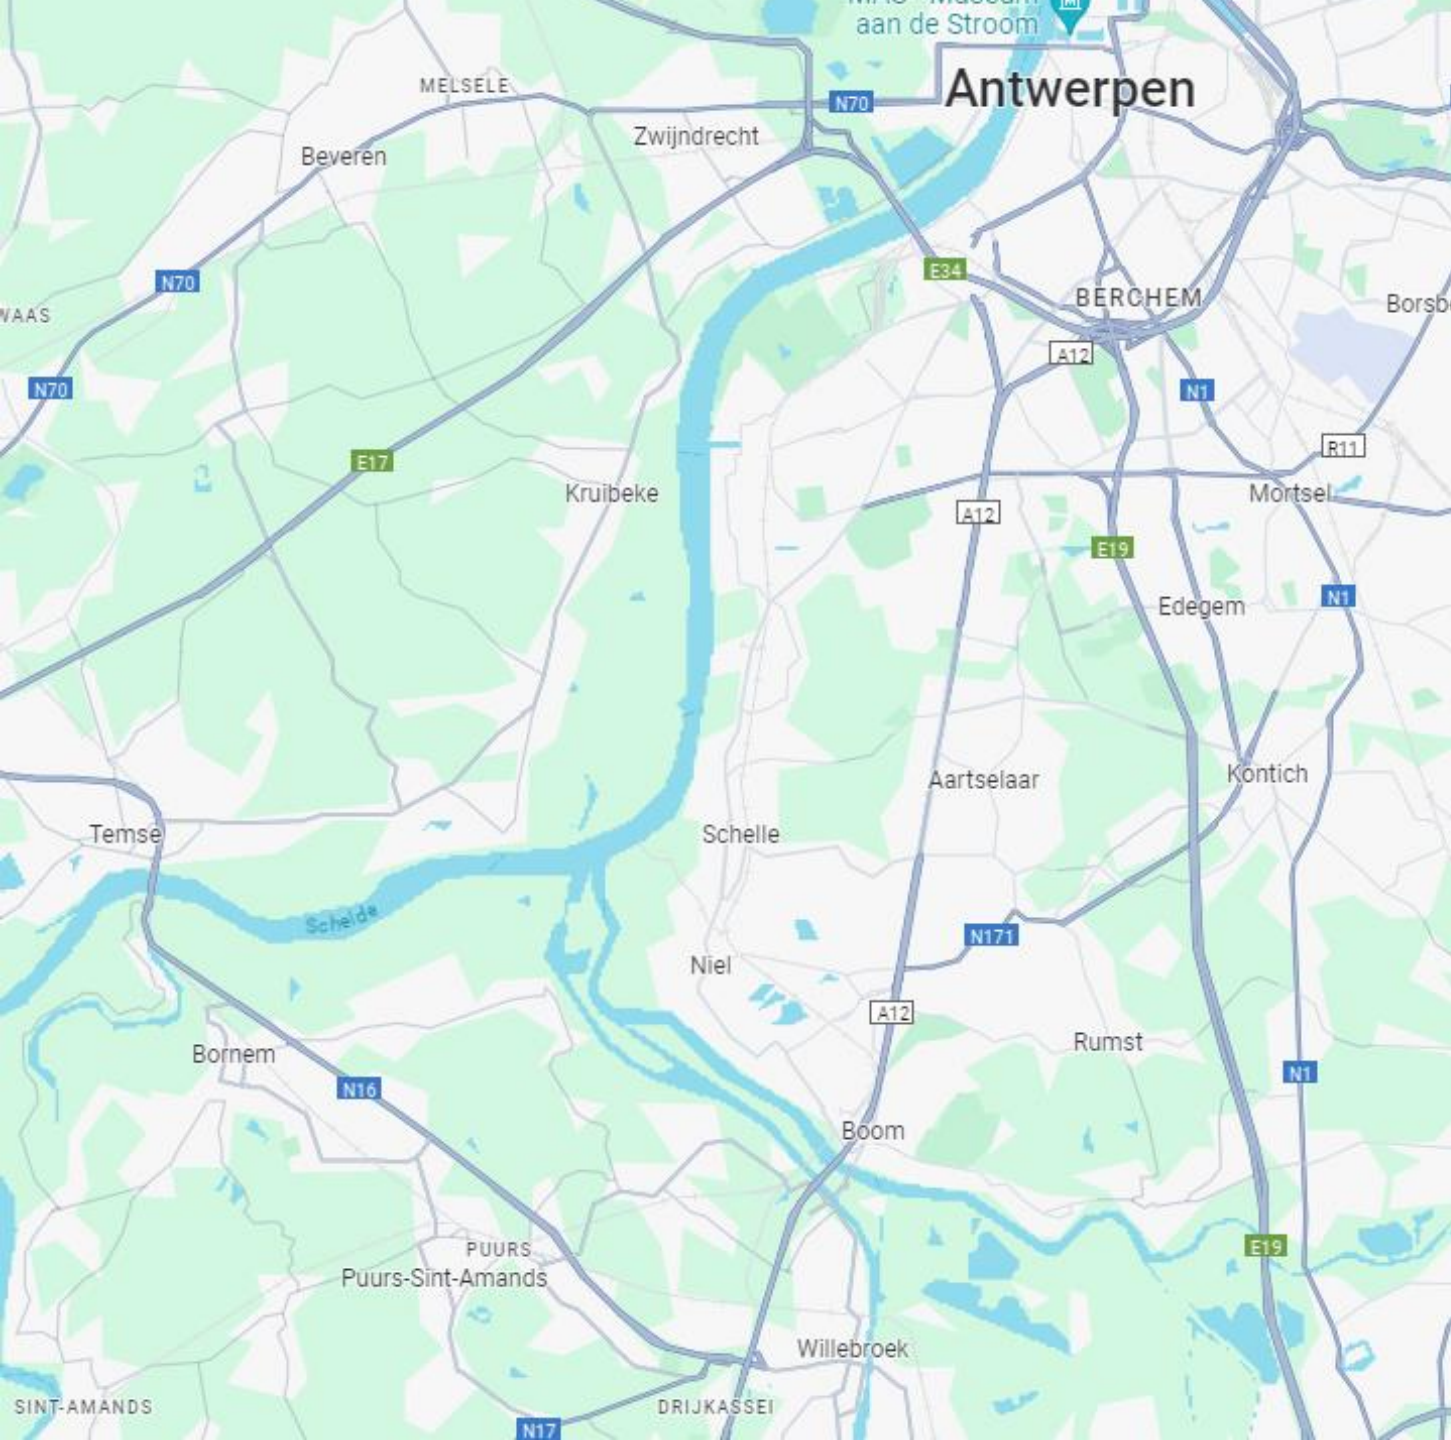 aan de Stroom
MELSELE
N70
Antwerpen
Zwijndrecht
Beveren
N70
E34
BERCHEM
WAAS
Borsb
A12
N70
N1
R11
E17
Kruibeke
Mortsel
A12
E19
N1
Edegem
Aartselaar
Kontich
Temse
Schelle
Schelde
N171
Niel
A12
Rumst
Bornem
N16
N1
Boom
PUURS
E19
Puurs-Sint-Amands
Willebroek
SINT-AMANDS
DRIJKASSEI
N17